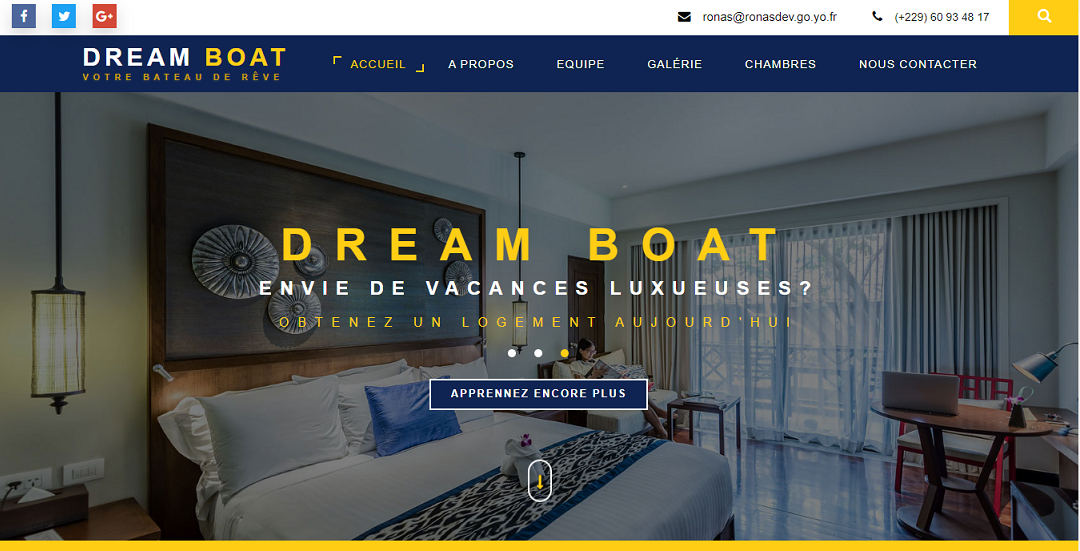 ronas@ronasdev.go.yo.fr
(+229) 60 93 48 17
DREAM BOAT
VOTRE BATEAU DE RÊVE
ACCUEIL
A PROPOS
EQUIPE
GALÉRIE
CHAMBRES
NOUS CONTACTER
DREAM BOAT
ENVIE DE VACANCES LUXUEUSES?
OBTENEZ UN LOGEMENT AUJOURD'HUI
APPRENNEZ ENCORE PLUS